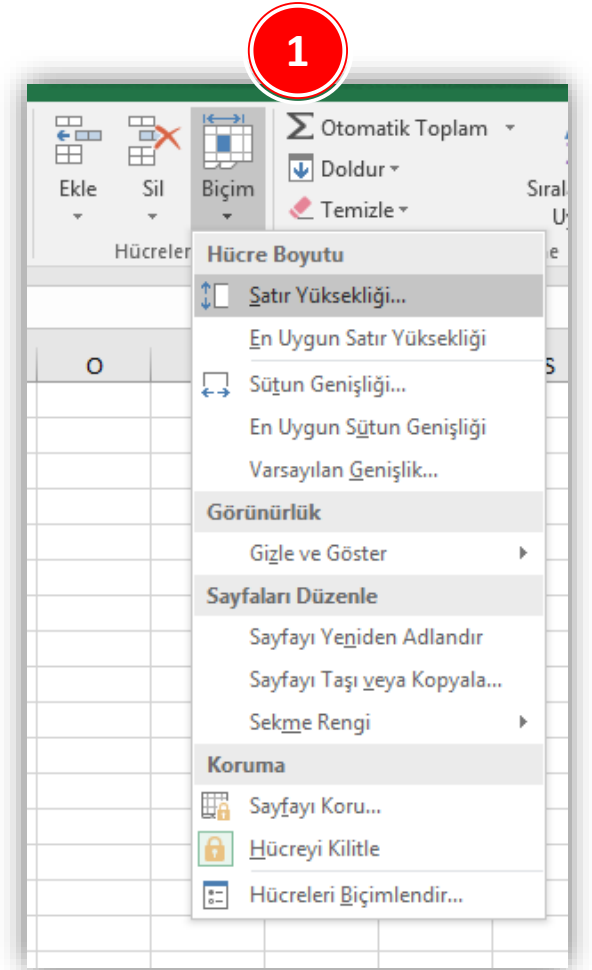 1
Ekle Sil Biçim
Otomatik Toplam
Doldur
Temizle
Hücreler
Hücre Boyutu
Satır Yüksekliği...
En Uygun Satır Yüksekliği
O
S
Sütun Genişliği...
En Uygun Sütun Genişliği
Varsayılan Genişlik...
Görünürlük
Gizle ve Göster
Sayfaları Düzenle
Sayfayı Yeniden Adlandır
Sayfayı Taşı veya Kopyala...
Sekme Rengi
Koruma
Sayfayı Koru...
Hücreyi Kilitle
Hücreleri Biçimlendir...